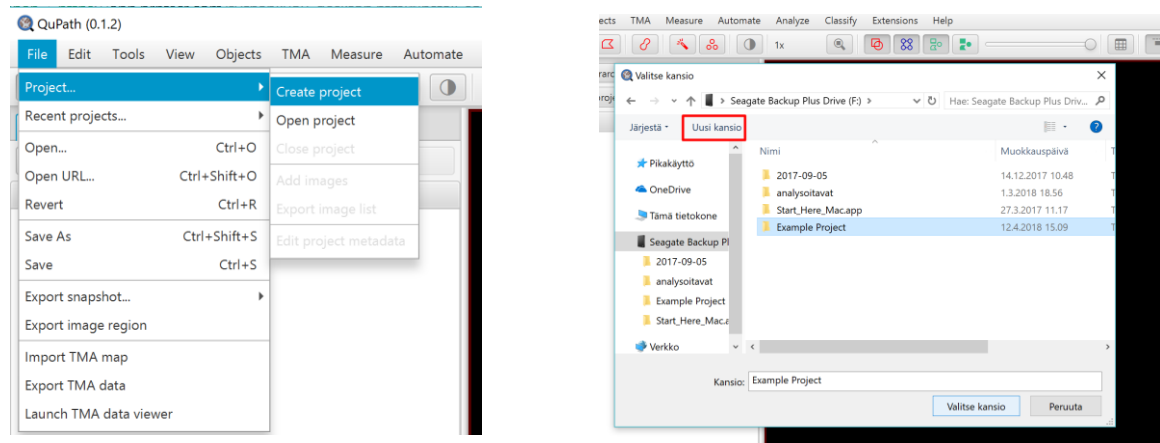 QuPath (0.1.2)
File Edit Tools View Objects TMA Measure Automate
Project...
Recent projects...
Open... Ctrl+O
Open URL... Ctrl+Shift+O
Revert Ctrl+R
Save As Ctrl+Shift+S
Save Ctrl+S
Export snapshot...
Export image region
Import TMA map
Export TMA data
Launch TMA data viewer
Create project
Open project
Close project
Add images
Export image list
Edit project metadata
ects TMA Measure Automate Analyze Classify Extensions Help
1x
Valitse kansio
Seagate Backup Plus Drive (F:)
Hae: Seagate Backup Plus Driv...
Järjestä
Uusi kansio
Nimi Muokkauspäivä T
2017-09-05 14.12.2017 10.48 T
analysoitavat 1.3.2018 18.56 T
Start_Here_Mac.app 27.3.2017 11.17 T
Example Project 12.4.2018 15.09 T
Pikakäyttö
OneDrive
Tämä tietokone
Seagate Backup Pl
2017-09-05
analysoitavat
Example Project
Start_Here_Mac.a
Verkko
Kansio: Example Project
Valitse kansio Peruuta